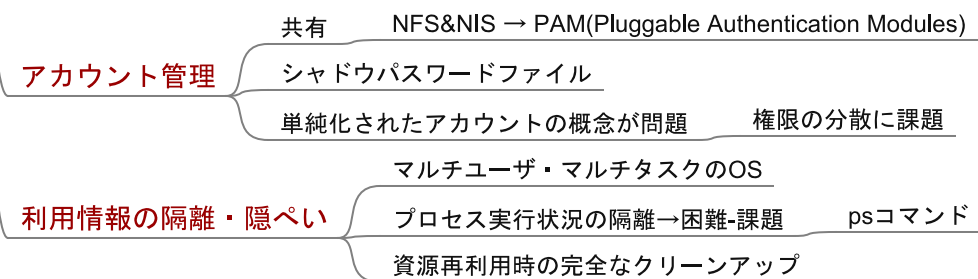 共有
NFS&NIS → PAM(Pluggable Authentication Modules)
アカウント管理
シャドウパスワードファイル
単純化されたアカウントの概念が問題
権限の分散に課題
マルチユーザ・マルチタスクのOS
利用情報の隔離・隠ぺい
プロセス実行状況の隔離→困難-課題
psコマンド
資源再利用時の完全なクリーンアップ